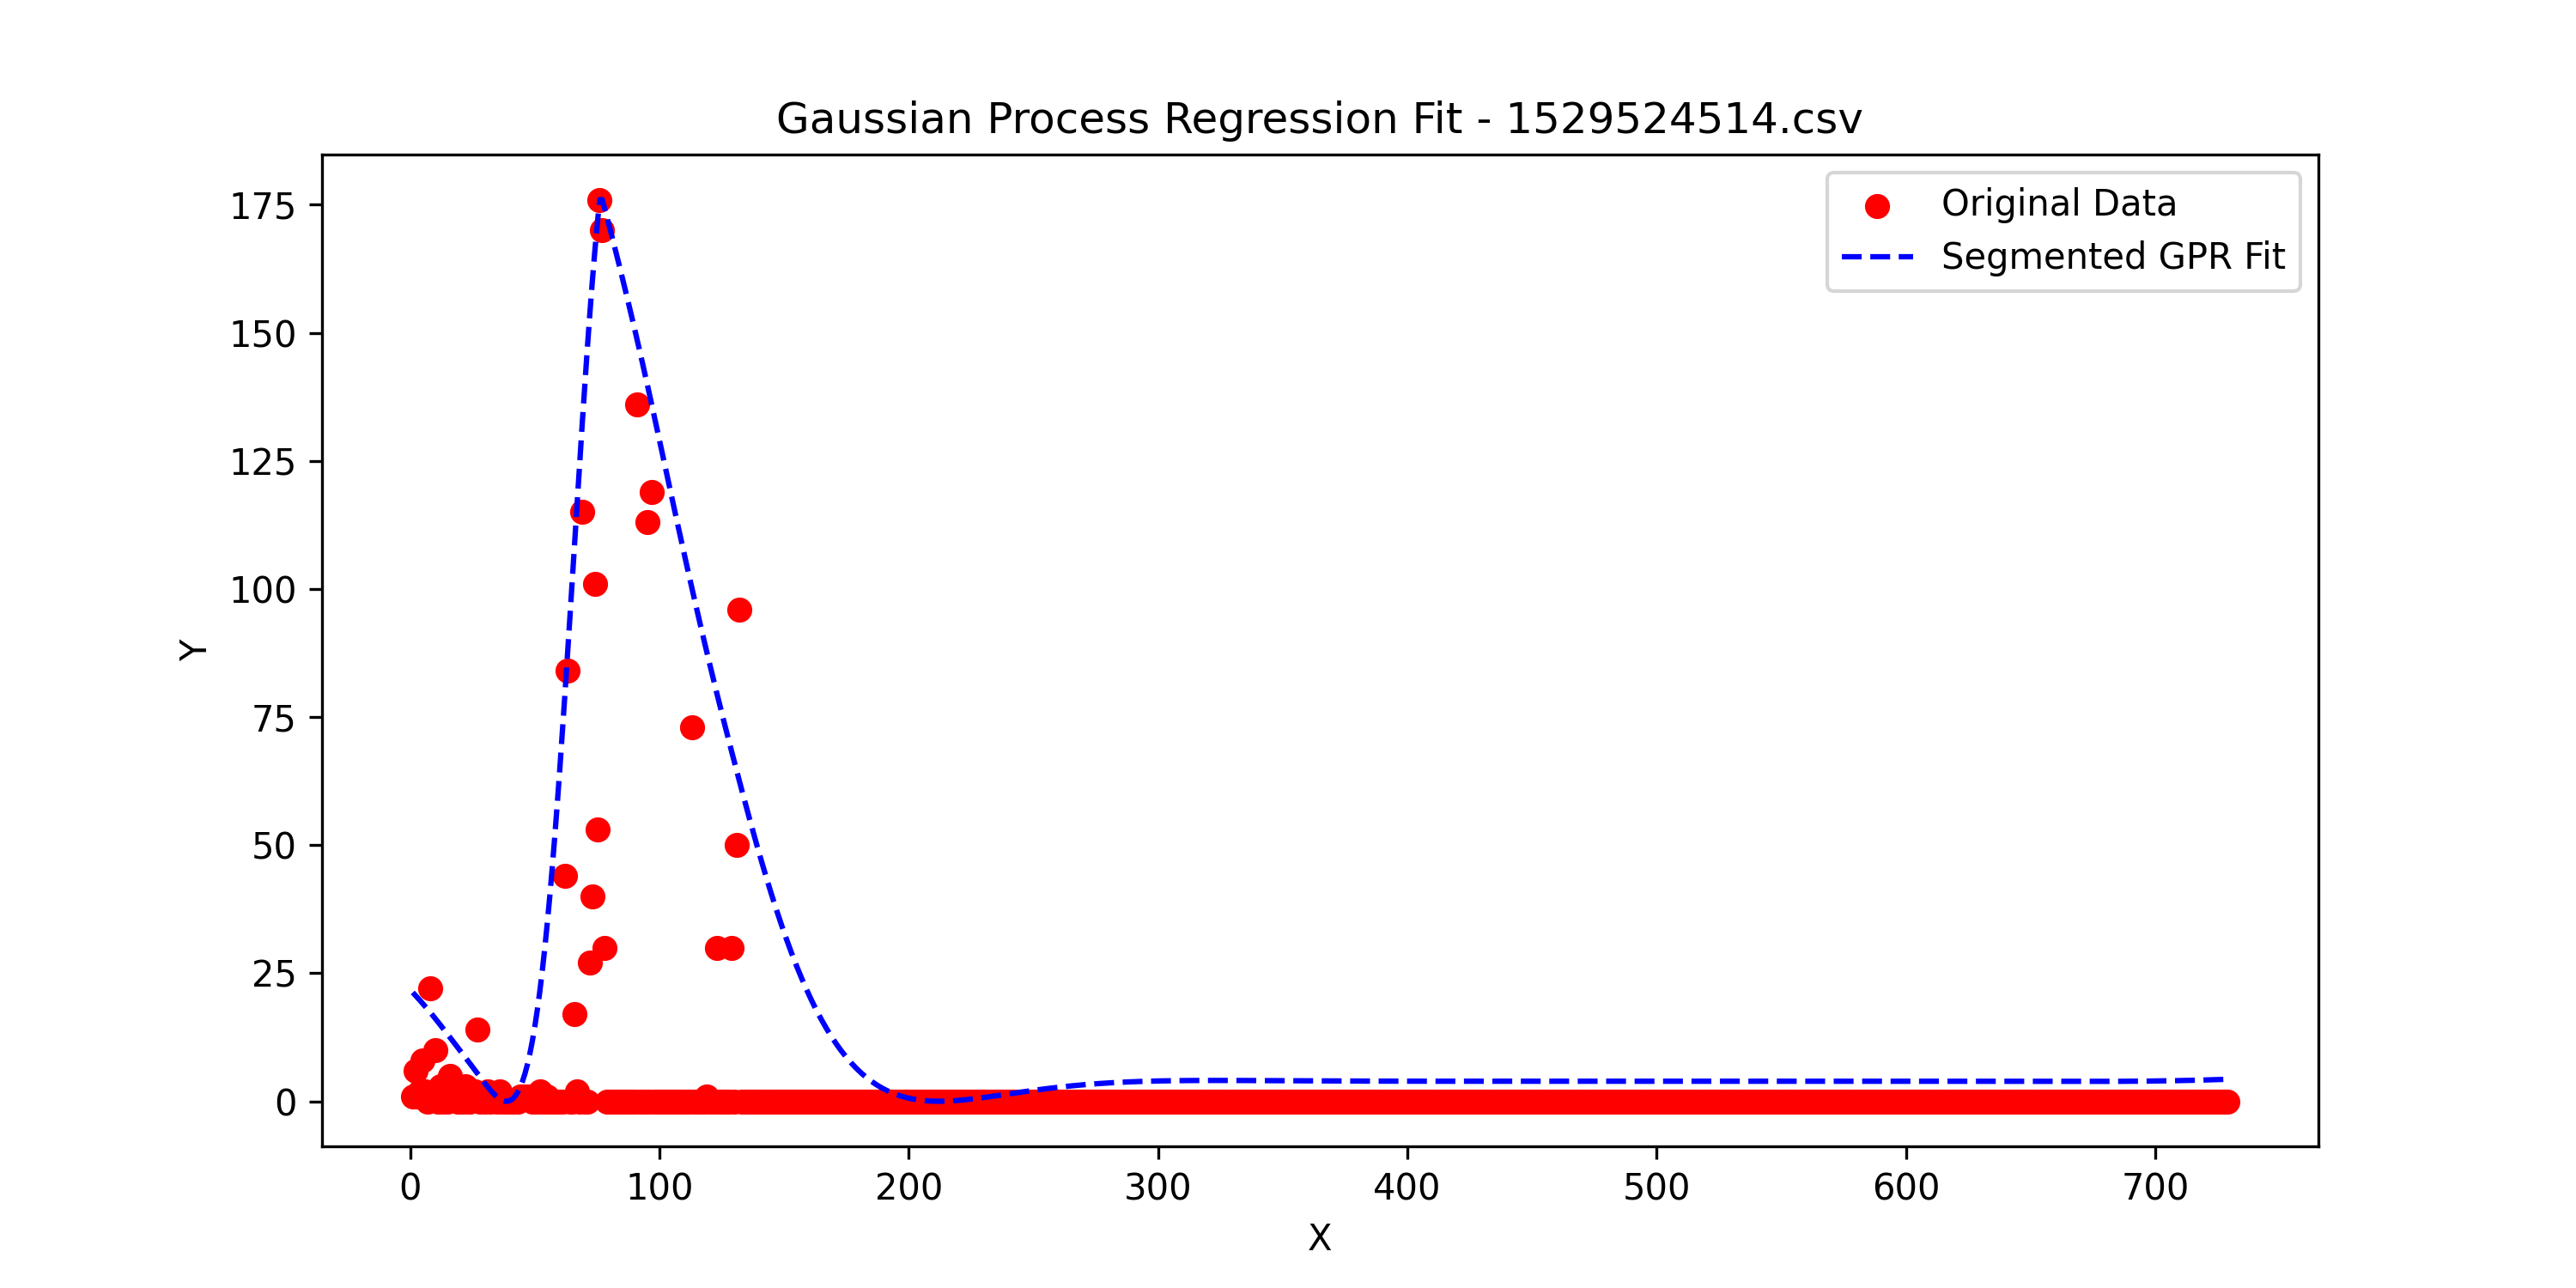 Gaussian Process Regression Fit - 1529524514.csv
Original Data
Segmented GPR Fit
175
150
125
100
75
50
25
0
Y
0 100 200 300 400 500 600 700
X